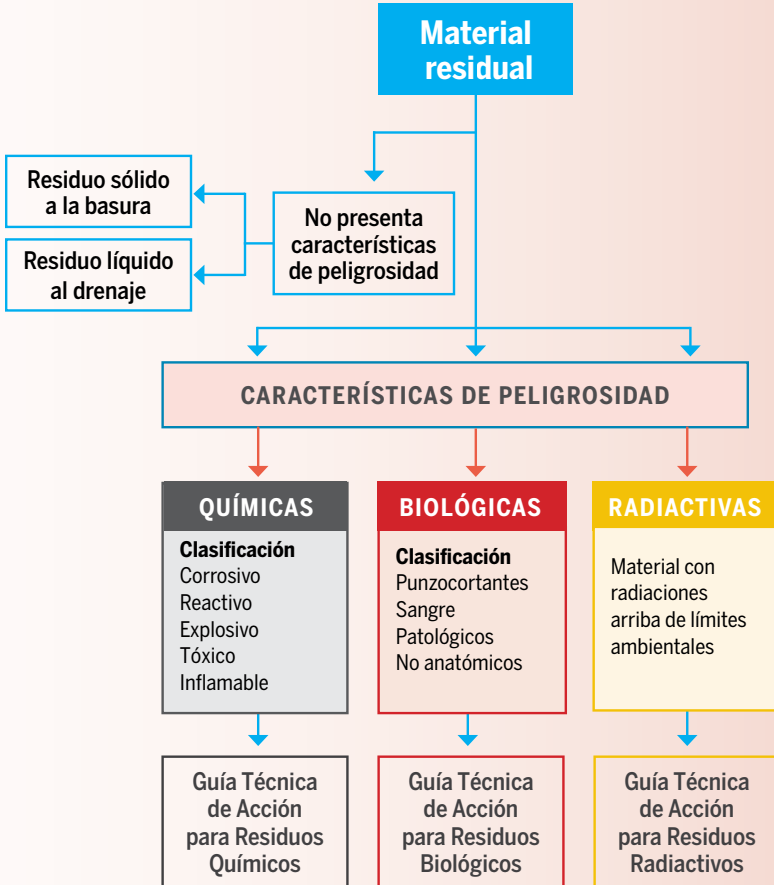 Material
residual
Residuo sólido
a la basura
Residuo líquido
al drenaje
No presenta
características
de peligrosidad
CARACTERÍSTICAS DE PELIGROSIDAD
QUÍMICAS
Clasificación
Corrosivo
Reactivo
Explosivo
Tóxico
Inflamable
BIOLÓGICAS
Clasificación
Punzocortantes
Sangre
Patológicos
No anatómicos
RADIACTIVAS
Material con
radiaciones
arriba de límites
ambientales
Guía Técnica
de Acción
para Residuos
Químicos
Guía Técnica
de Acción
para Residuos
Biológicos
Guía Técnica
de Acción
para Residuos
Radiactivos